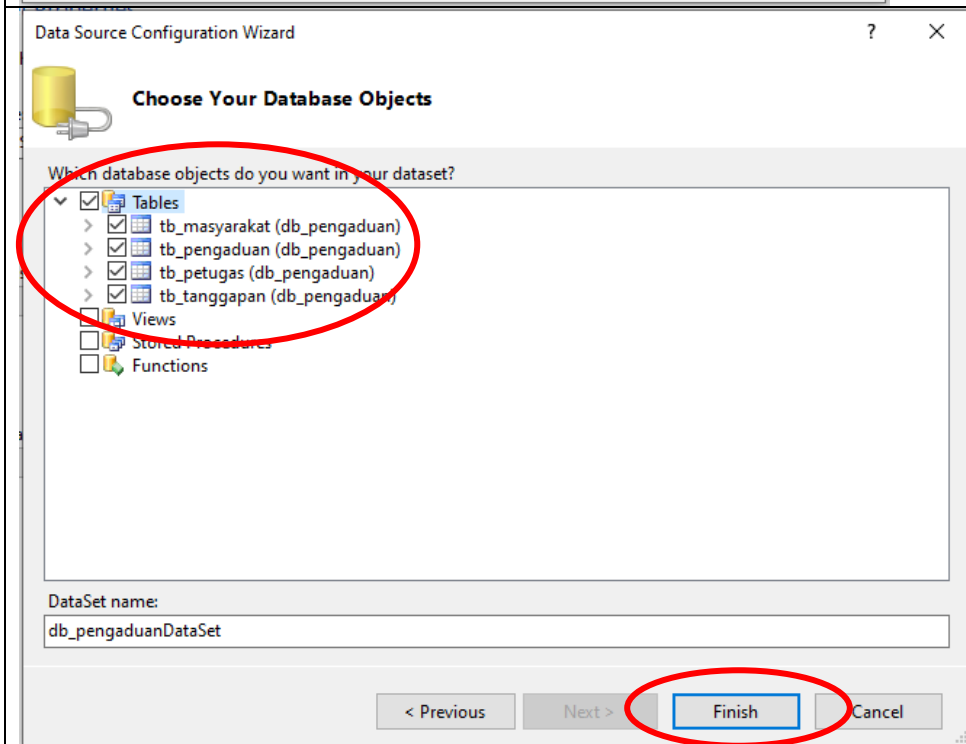 Data Source Configuration Wizard
?
Choose Your Database Objects
Which database objects do you want in your dataset?
Tables
tb_masyarakat (db_pengaduan)
tb_pengaduan (db_pengaduan)
tb_petugas (db_pengaduan)
tb_tanggapan (db_pengaduan)
Views
Stored Procedures
Functions
DataSet name:
db_pengaduanDataSet
< Previous
Next >
Finish
Cancel